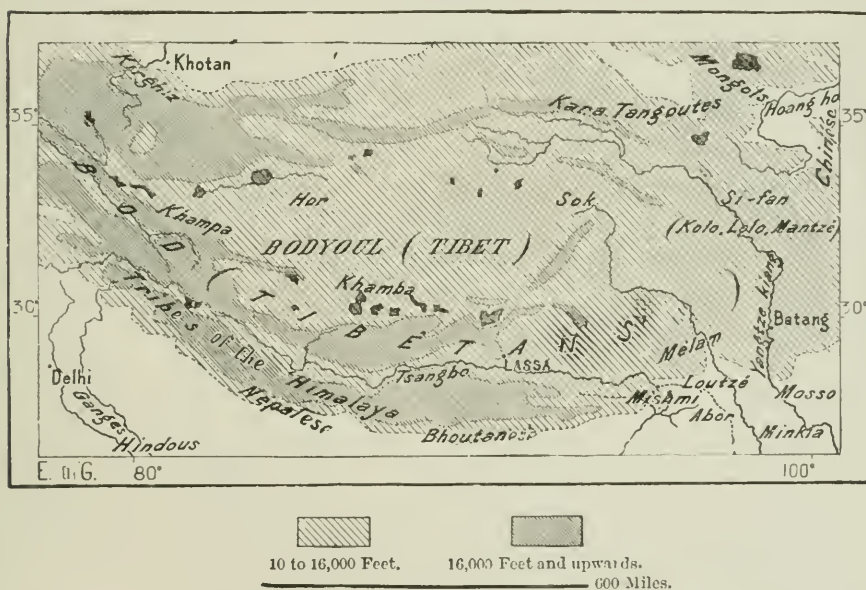 Khotan
Kirghiz
Mongols
35°
Kara Tangoutes
Hoang ho
35°
Chinese
BOD
Khampa
Hor
Sok
Si-fan
(Kolo, Lolo, Mantzé)
BODYOUL (TIBET)
(TIBETANS)
Khamba
30°
Tribes of the Himalaya
30°
Yangtze kiang
Batang
LASSA
Melam
Delhi
Tsangbo
Loutzé
Mishmi
Mosso
Ganges
Nepalese
Abor
Bhoutanese
Minkia
Hindous
80°
100°
10 to 16,000 Feet.
16,000 Feet and upwards.
600 Miles.